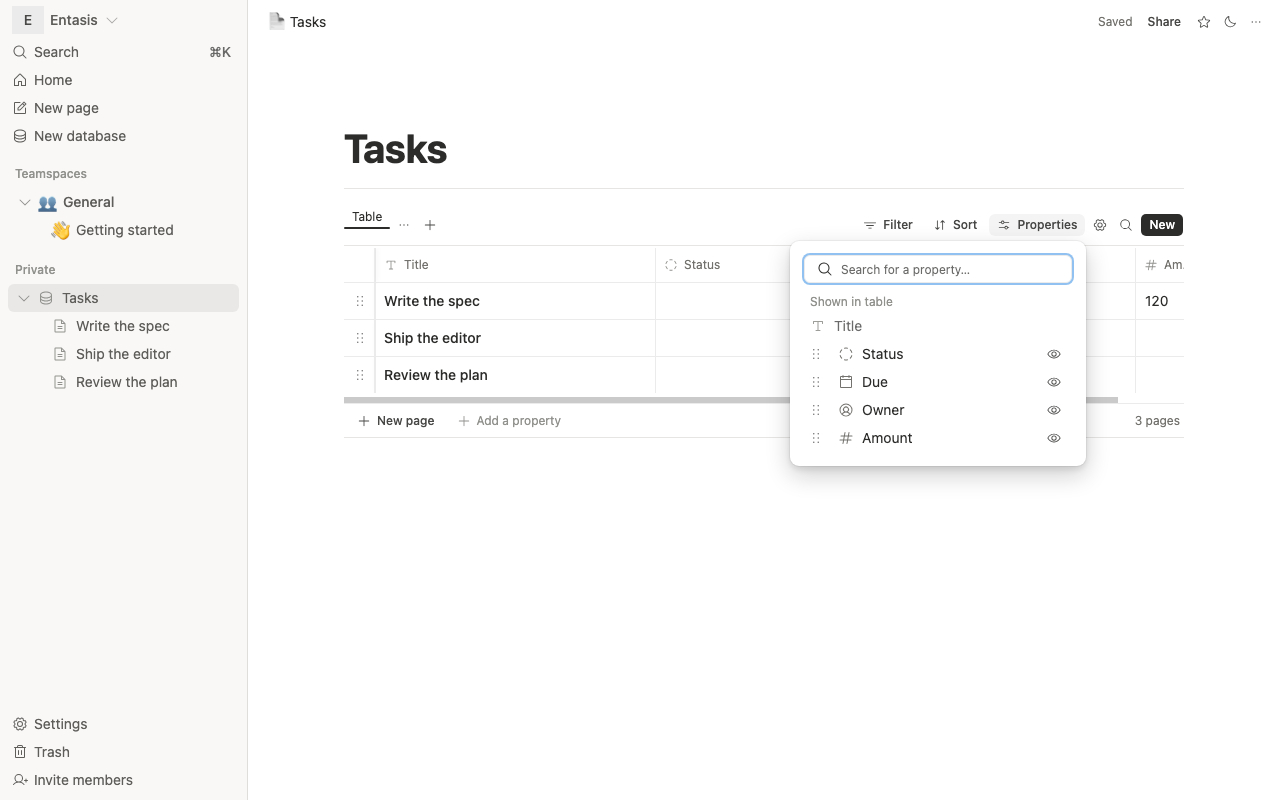 E Entasis
Search ⌘K
Home
New page
New database
Teamspaces
General
Getting started
Private
Tasks
Write the spec
Ship the editor
Review the plan
Settings
Trash
Invite members
Tasks
Saved Share
Tasks
Table
Filter Sort Properties New
Title Status Am.
Write the spec 120
Ship the editor
Review the plan
New page Add a property 3 pages
Search for a property...
Shown in table
Title
Status
Due
Owner
Amount